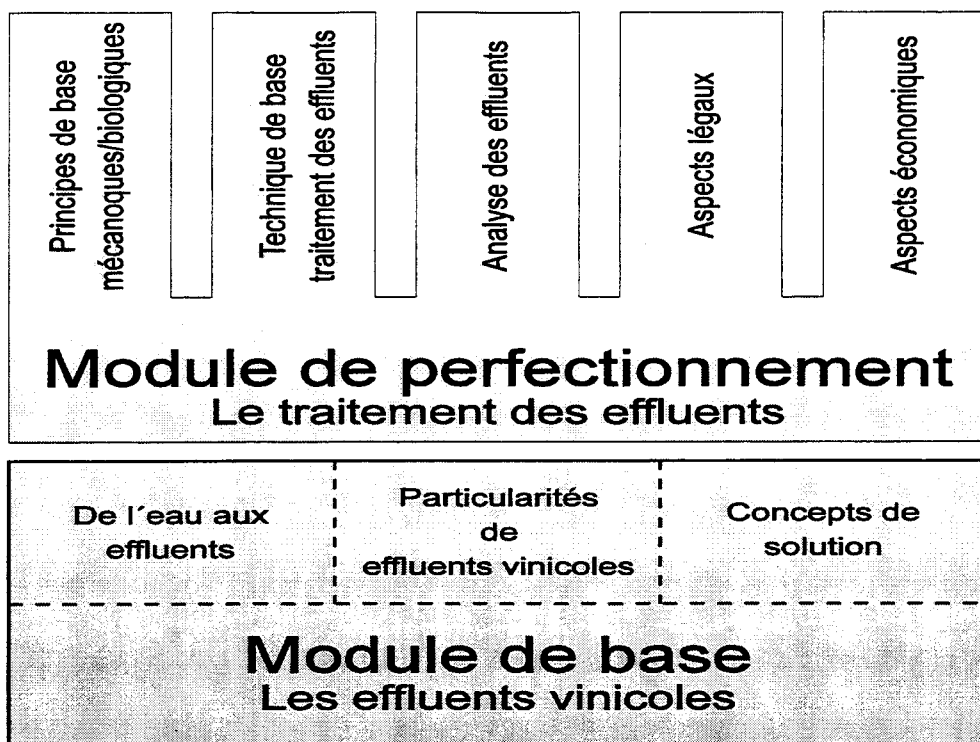 Principes de base
mécanoques/biologiques
Technique de base
traitement des effluents
Analyse des effluents
Aspects légaux
Aspects économiques
Module de perfectionnement
Le traitement des effluents
De l´eau aux
effluents
Particularités
de
effluents vinicoles
Concepts de
solution
Module de base
Les effluents vinicoles